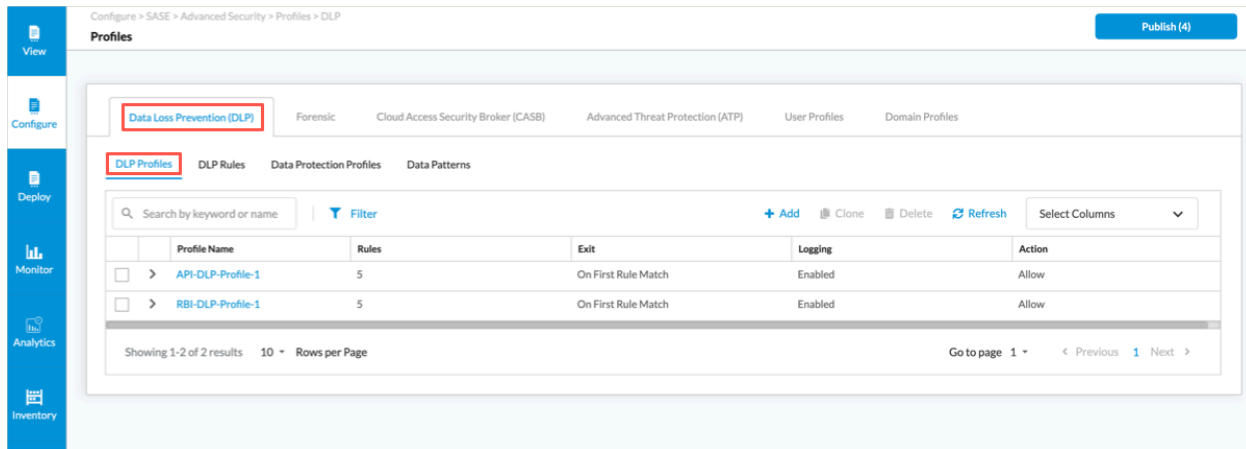 Configure > SASE > Advanced Security > Profiles > DLP
Profiles
Publish (4)
View
Configure
Deploy
Monitor
Analytics
Inventory
Data Loss Prevention (DLP) Forensic Cloud Access Security Broker (CASB) Advanced Threat Protection (ATP) User Profiles Domain Profiles
DLP Profiles DLP Rules Data Protection Profiles Data Patterns
Search by keyword or name Filter + Add Clone Delete Refresh Select Columns
Profile Name Rules Exit Logging Action
API-DLP-Profile-1 5 On First Rule Match Enabled Allow
RBI-DLP-Profile-1 5 On First Rule Match Enabled Allow
Showing 1-2 of 2 results 10 Rows per Page Go to page 1 < Previous 1 Next >